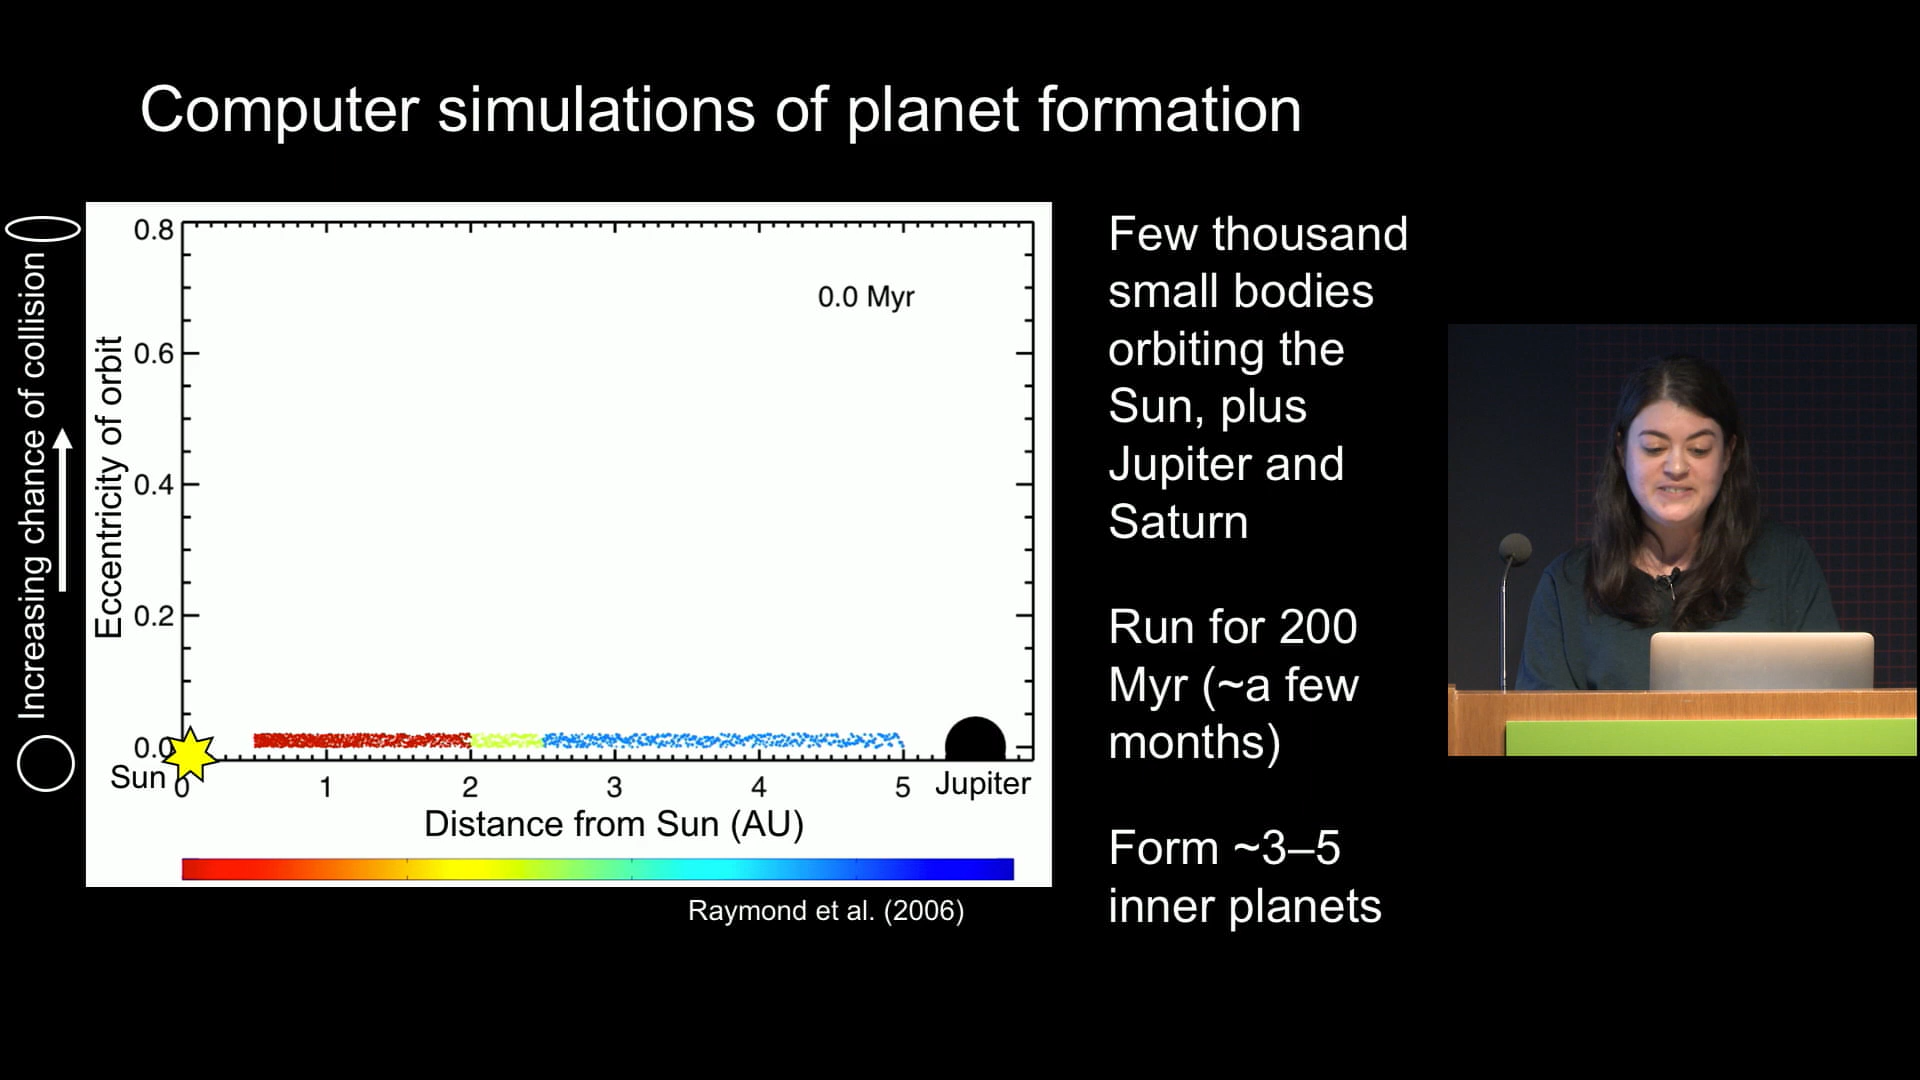 Computer simulations of planet formation
Increasing chance of collision
Eccentricity of orbit
0.8
0.6
0.4
0.2
0.0
0.0 Myr
Sun
0
1
2
3
4
5
Jupiter
Distance from Sun (AU)
Raymond et al. (2006)
Few thousand
small bodies
orbiting the
Sun, plus
Jupiter and
Saturn
Run for 200
Myr (~a few
months)
Form ~3–5
inner planets